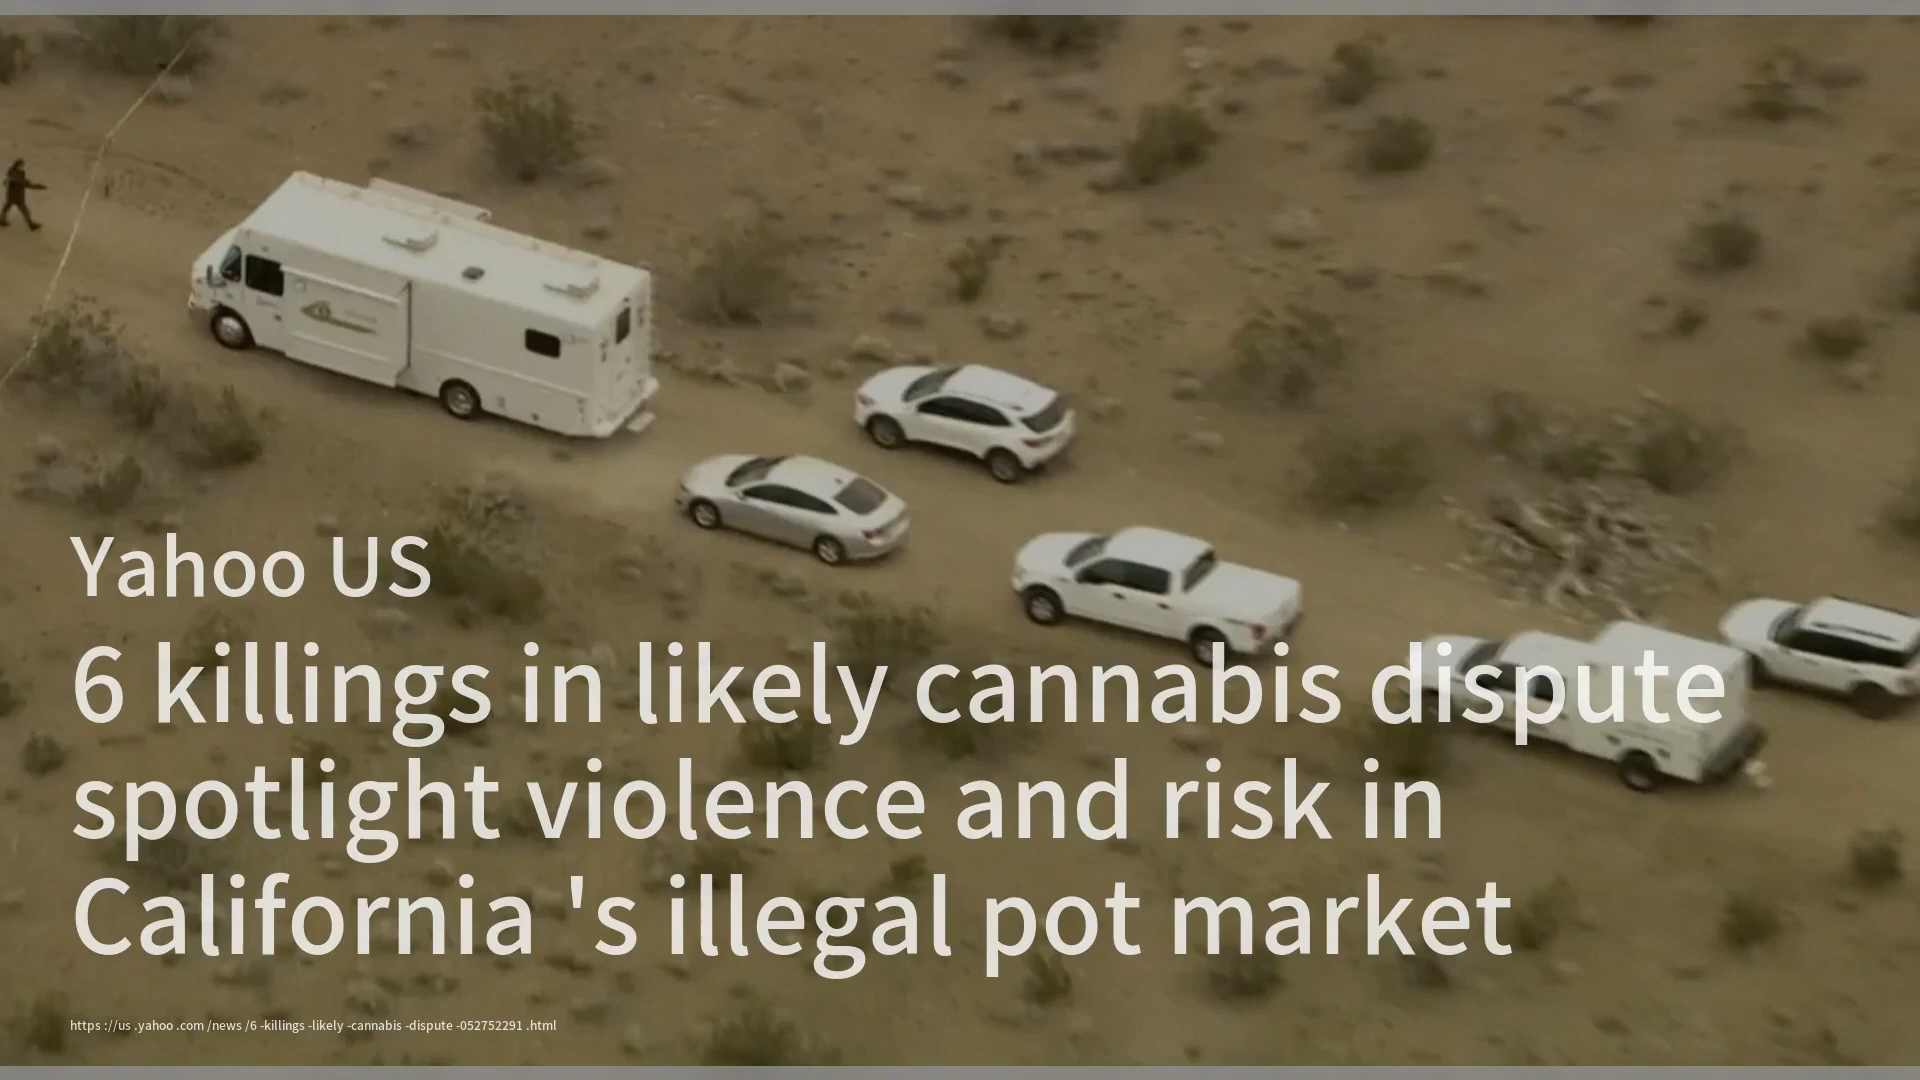 Yahoo US
6 killings in likely cannabis dispute
spotlight violence and risk in
California 's illegal pot market
https ://us .yahoo .com /news /6 -killings -likely -cannabis -dispute -052752291 .html